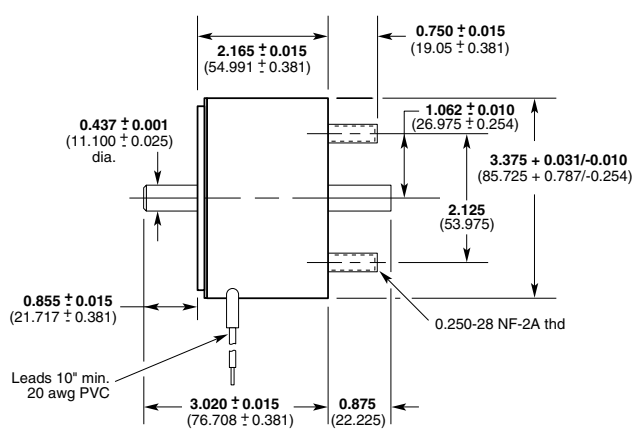 0.750 ± 0.015
(19.05 ± 0.381)
2.165 ± 0.015
(54.991 ± 0.381)
0.437 ± 0.001
(11.100 ± 0.025)
dia.
1.062 ± 0.010
(26.975 ± 0.254)
3.375 + 0.031/-0.010
(85.725 + 0.787/-0.254)
2.125
(53.975)
0.855 ± 0.015
(21.717 ± 0.381)
0.250-28 NF-2A thd
Leads 10" min.
20 awg PVC
3.020 ± 0.015
(76.708 ± 0.381)
0.875
(22.225)